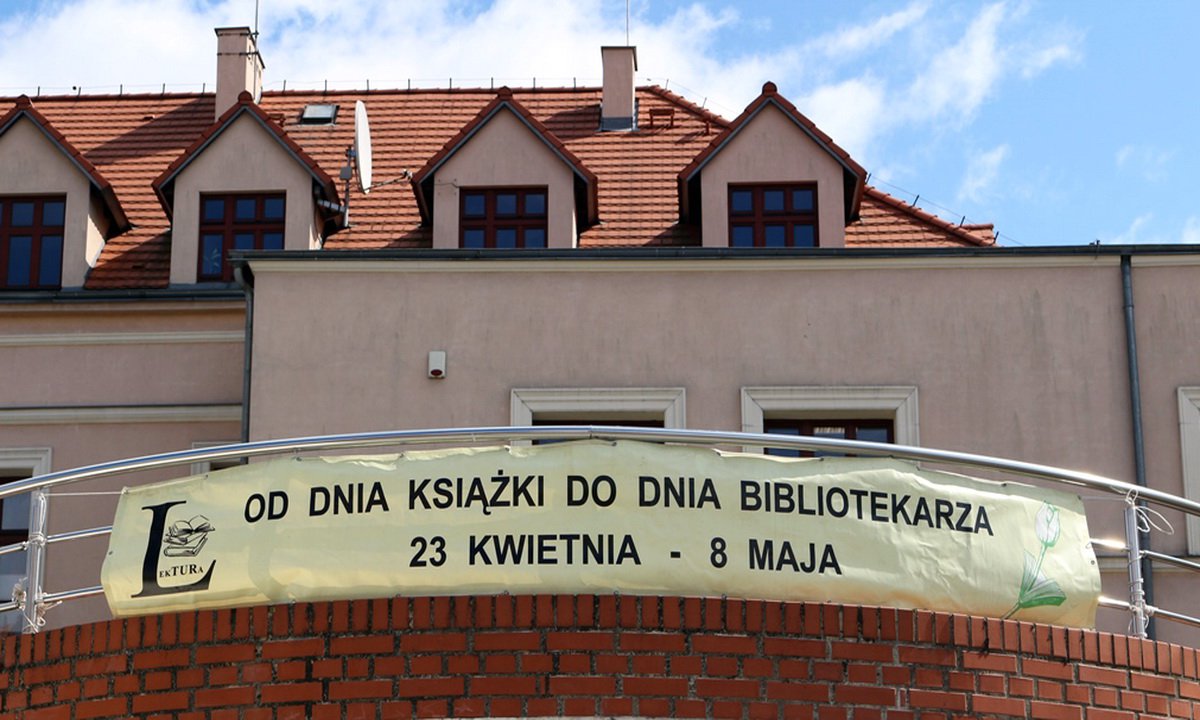 OD DNIA KSIĄŻKI DO DNIA BIBLIOTEKARZA
23 KWIETNIA - 8 MAJA
LEKTURA